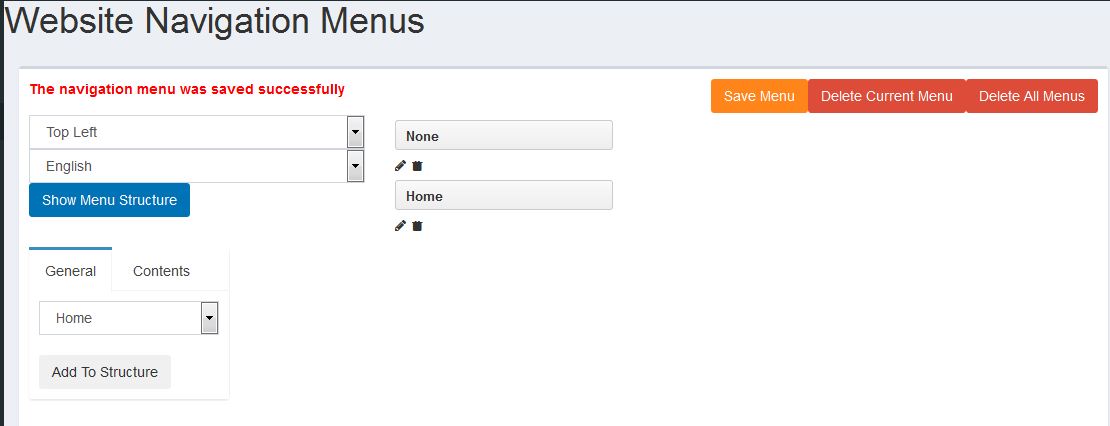 Website Navigation Menus
The navigation menu was saved successfully
Save Menu
Delete Current Menu
Delete All Menus
Top Left
English
Show Menu Structure
None
Home
General
Contents
Home
Add To Structure